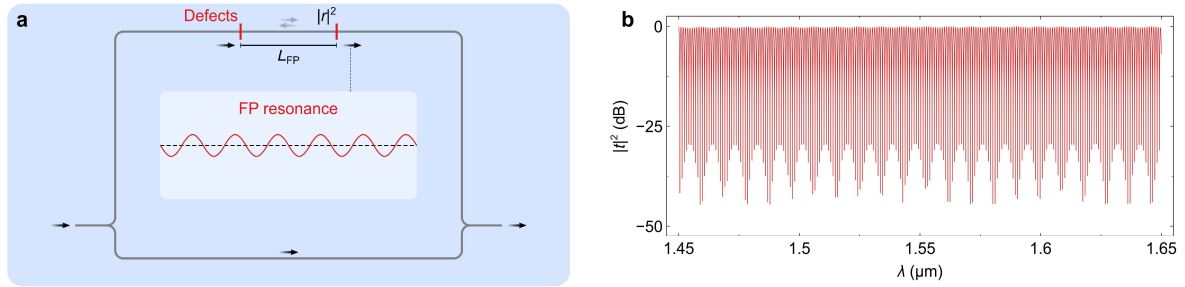 a
Defects
|r|²
L_FP
FP resonance
b
|t|² (dB)
0
−25
−50
1.45
1.5
1.55
1.6
1.65
λ (μm)